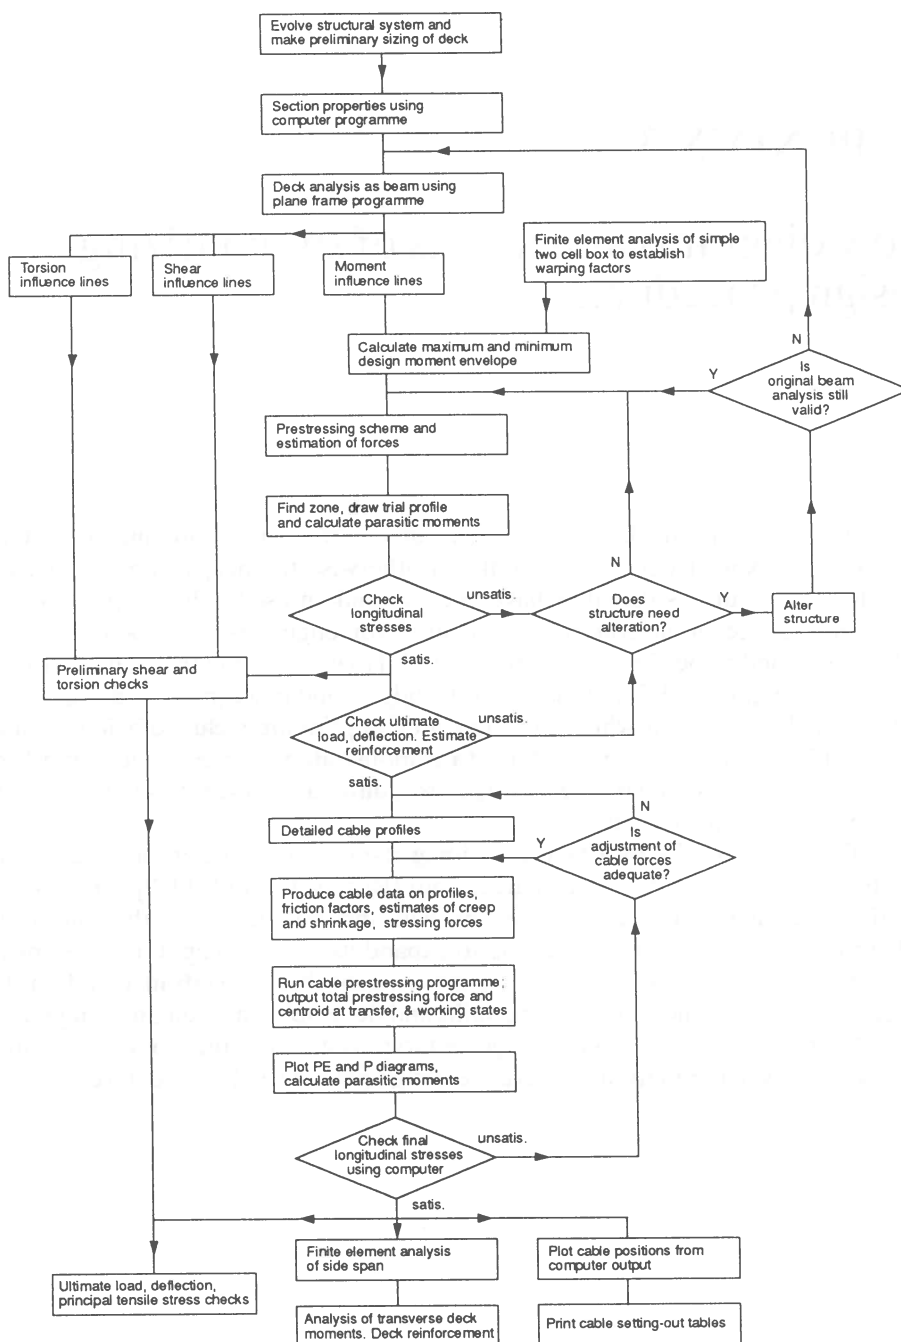 Evolve structural system and
make preliminary sizing of deck
Section properties using
computer programme
Deck analysis as beam using
plane frame programme
Torsion
influence lines
Shear
influence lines
Moment
influence lines
Finite element analysis of simple
two cell box to establish
warping factors
Calculate maximum and minimum
design moment envelope
N
Y
Is
original beam
analysis still
valid?
Prestressing scheme and
estimation of forces
Find zone, draw trial profile
and calculate parasitic moments
N
Check
longitudinal
stresses
unsatis.
Does
structure need
alteration?
Y
Alter
structure
satis.
Preliminary shear and
torsion checks
Check ultimate
load, deflection. Estimate
reinforcement
unsatis.
satis.
N
Detailed cable profiles
Y
Is
adjustment of
cable forces
adequate?
Produce cable data on profiles,
friction factors, estimates of creep
and shrinkage, stressing forces
Run cable prestressing programme;
output total prestressing force and
centroid at transfer, & working states
Plot PE and P diagrams,
calculate parasitic moments
Check final
longitudinal stresses
using computer
unsatis.
satis.
Ultimate load, deflection,
principal tensile stress checks
Finite element analysis
of side span
Plot cable positions from
computer output
Analysis of transverse deck
moments. Deck reinforcement
Print cable setting-out tables